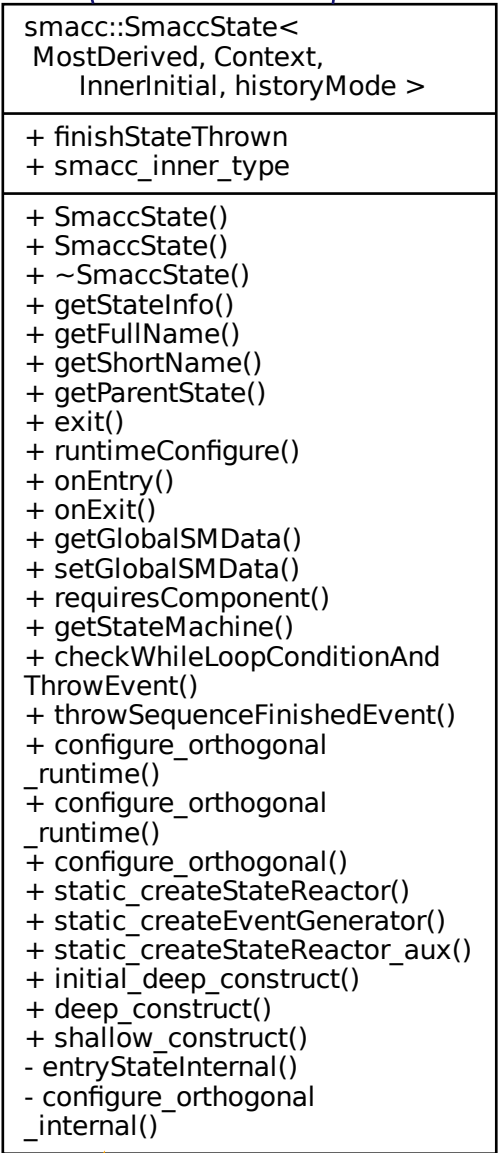 smacc::SmaccState<
MostDerived, Context,
InnerInitial, historyMode >
+ finishStateThrown
+ smacc_inner_type
+ SmaccState()
+ SmaccState()
+ ~SmaccState()
+ getStateInfo()
+ getFullName()
+ getShortName()
+ getParentState()
+ exit()
+ runtimeConfigure()
+ onEntry()
+ onExit()
+ getGlobalSMData()
+ setGlobalSMData()
+ requiresComponent()
+ getStateMachine()
+ checkWhileLoopConditionAnd
ThrowEvent()
+ throwSequenceFinishedEvent()
+ configure_orthogonal
_runtime()
+ configure_orthogonal
_runtime()
+ configure_orthogonal()
+ static_createStateReactor()
+ static_createEventGenerator()
+ static_createStateReactor_aux()
+ initial_deep_construct()
+ deep_construct()
+ shallow_construct()
- entryStateInternal()
- configure_orthogonal
_internal()